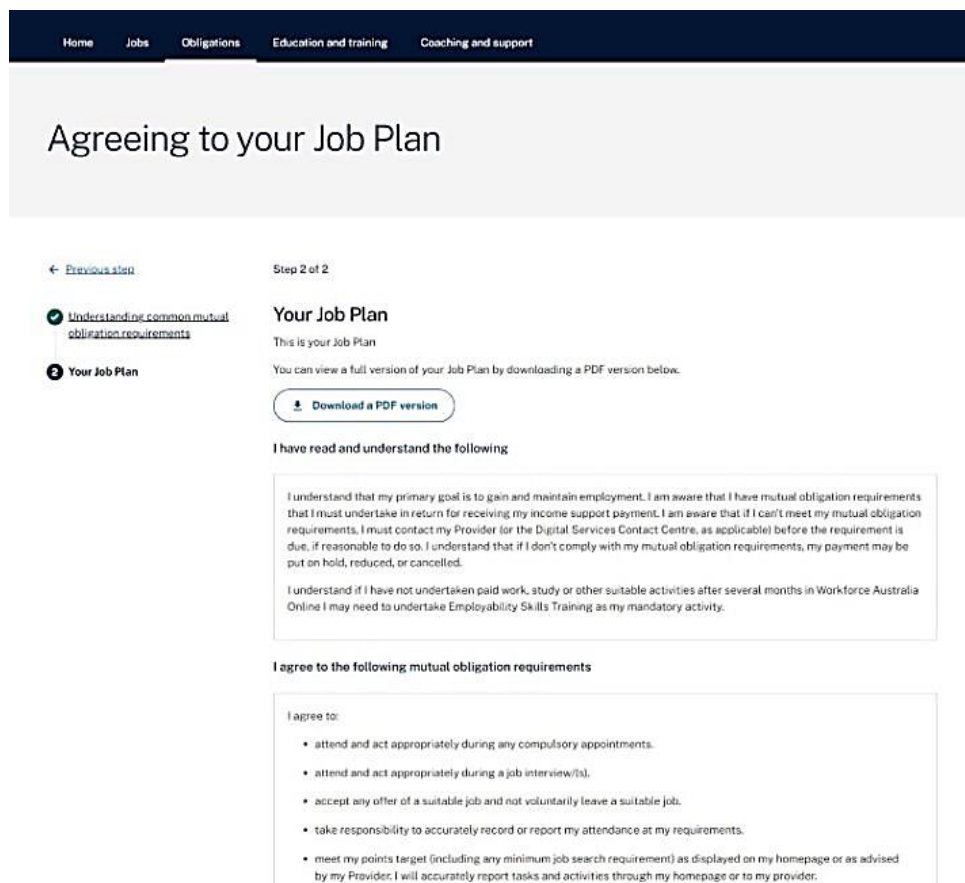 Home Jobs Obligations Education and training Coaching and support
Agreeing to your Job Plan
← Previous step
Step 2 of 2
Understanding common mutual
obligation requirements
2 Your Job Plan
Your Job Plan
This is your Job Plan
You can view a full version of your Job Plan by downloading a PDF version below.
Download a PDF version
I have read and understand the following
I understand that my primary goal is to gain and maintain employment. I am aware that I have mutual obligation requirements
that I must undertake in return for receiving my income support payment. I am aware that if I can't meet my mutual obligation
requirements, I must contact my Provider (or the Digital Services Contact Centre, as applicable) before the requirement is
due, if reasonable to do so. I understand that if I don't comply with my mutual obligation requirements, my payment may be
put on hold, reduced, or cancelled.
I understand if I have not undertaken paid work, study or other suitable activities after several months in Workforce Australia
Online I may need to undertake Employability Skills Training as my mandatory activity.
I agree to the following mutual obligation requirements
I agree to:
• attend and act appropriately during any compulsory appointments.
• attend and act appropriately during a job interview/(s).
• accept any offer of a suitable job and not voluntarily leave a suitable job.
• take responsibility to accurately record or report my attendance at my requirements.
• meet my points target (including any minimum job search requirement) as displayed on my homepage or as advised
by my Provider. I will accurately report tasks and activities through my homepage or to my provider.